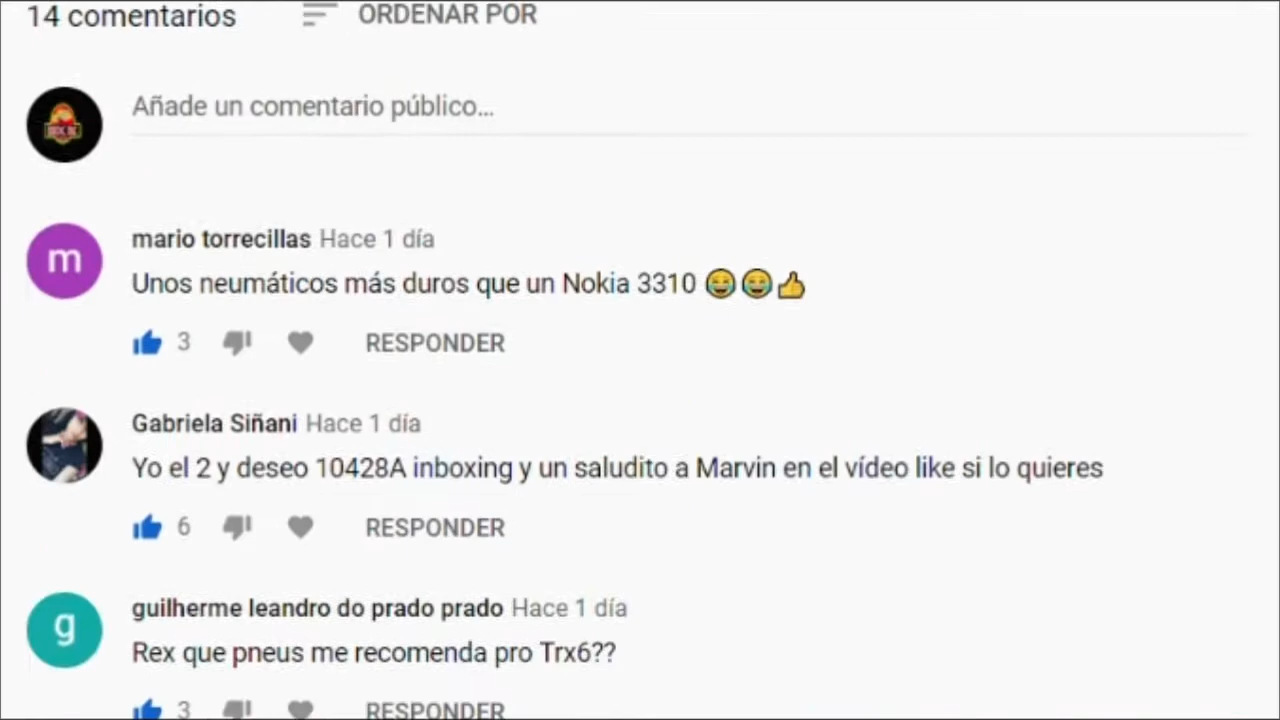 14 comentarios ORDENAR POR
Añade un comentario público...
m
mario torrecillas Hace 1 día
Unos neumáticos más duros que un Nokia 3310 😂😂👍
3 RESPONDER
Gabriela Siñani Hace 1 día
Yo el 2 y deseo 10428A inboxing y un saludito a Marvin en el vídeo like si lo quieres
6 RESPONDER
g
guilherme leandro do prado prado Hace 1 día
Rex que pneus me recomenda pro Trx6??
3 RESPONDER